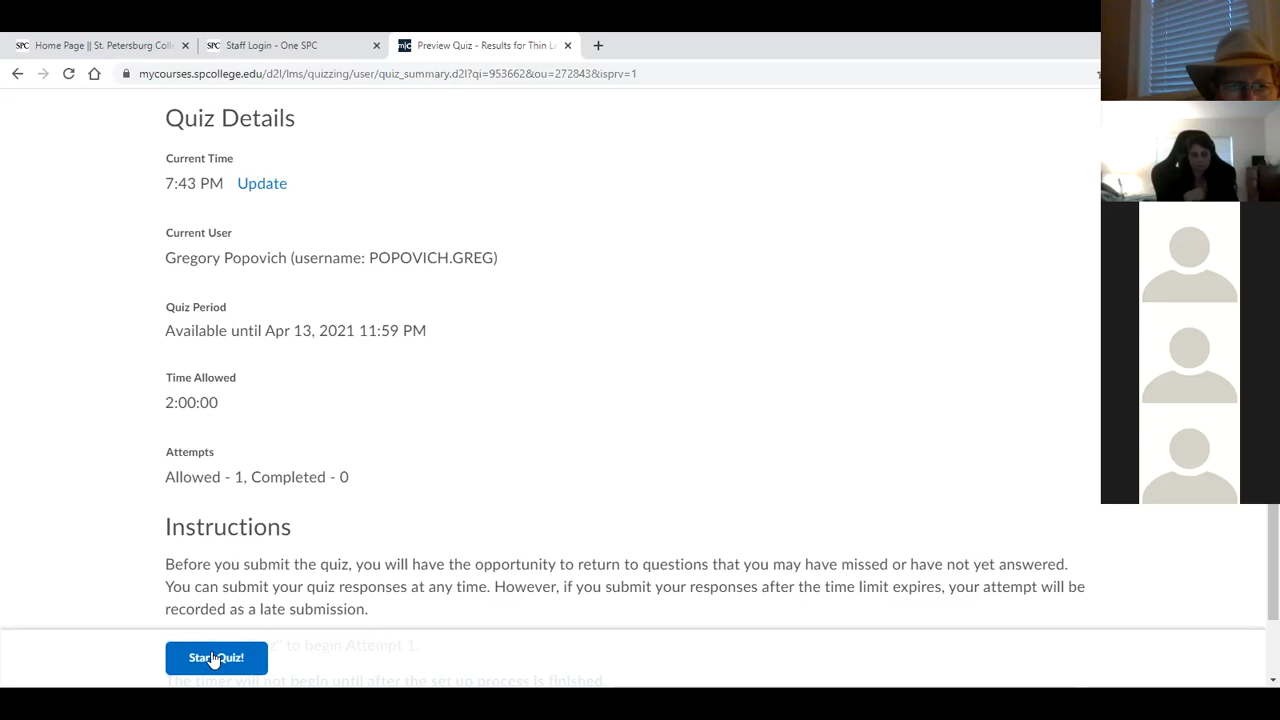 SPC Home Page || St. Petersburg Coll
SPC Staff Login - One SPC
Preview Quiz - Results for Thin L
mycourses.spcollege.edu/d2l/lms/quizzing/user/quiz_summary.d2l?qi=953662&ou=272843&isprv=1
Quiz Details
Current Time
7:43 PM Update
Current User
Gregory Popovich (username: POPOVICH.GREG)
Quiz Period
Available until Apr 13, 2021 11:59 PM
Time Allowed
2:00:00
Attempts
Allowed - 1, Completed - 0
Instructions
Before you submit the quiz, you will have the opportunity to return to questions that you may have missed or have not yet answered.
You can submit your quiz responses at any time. However, if you submit your responses after the time limit expires, your attempt will be
recorded as a late submission.
to begin Attempt 1.
Start Quiz!
The timer will not begin until after the set up process is finished.